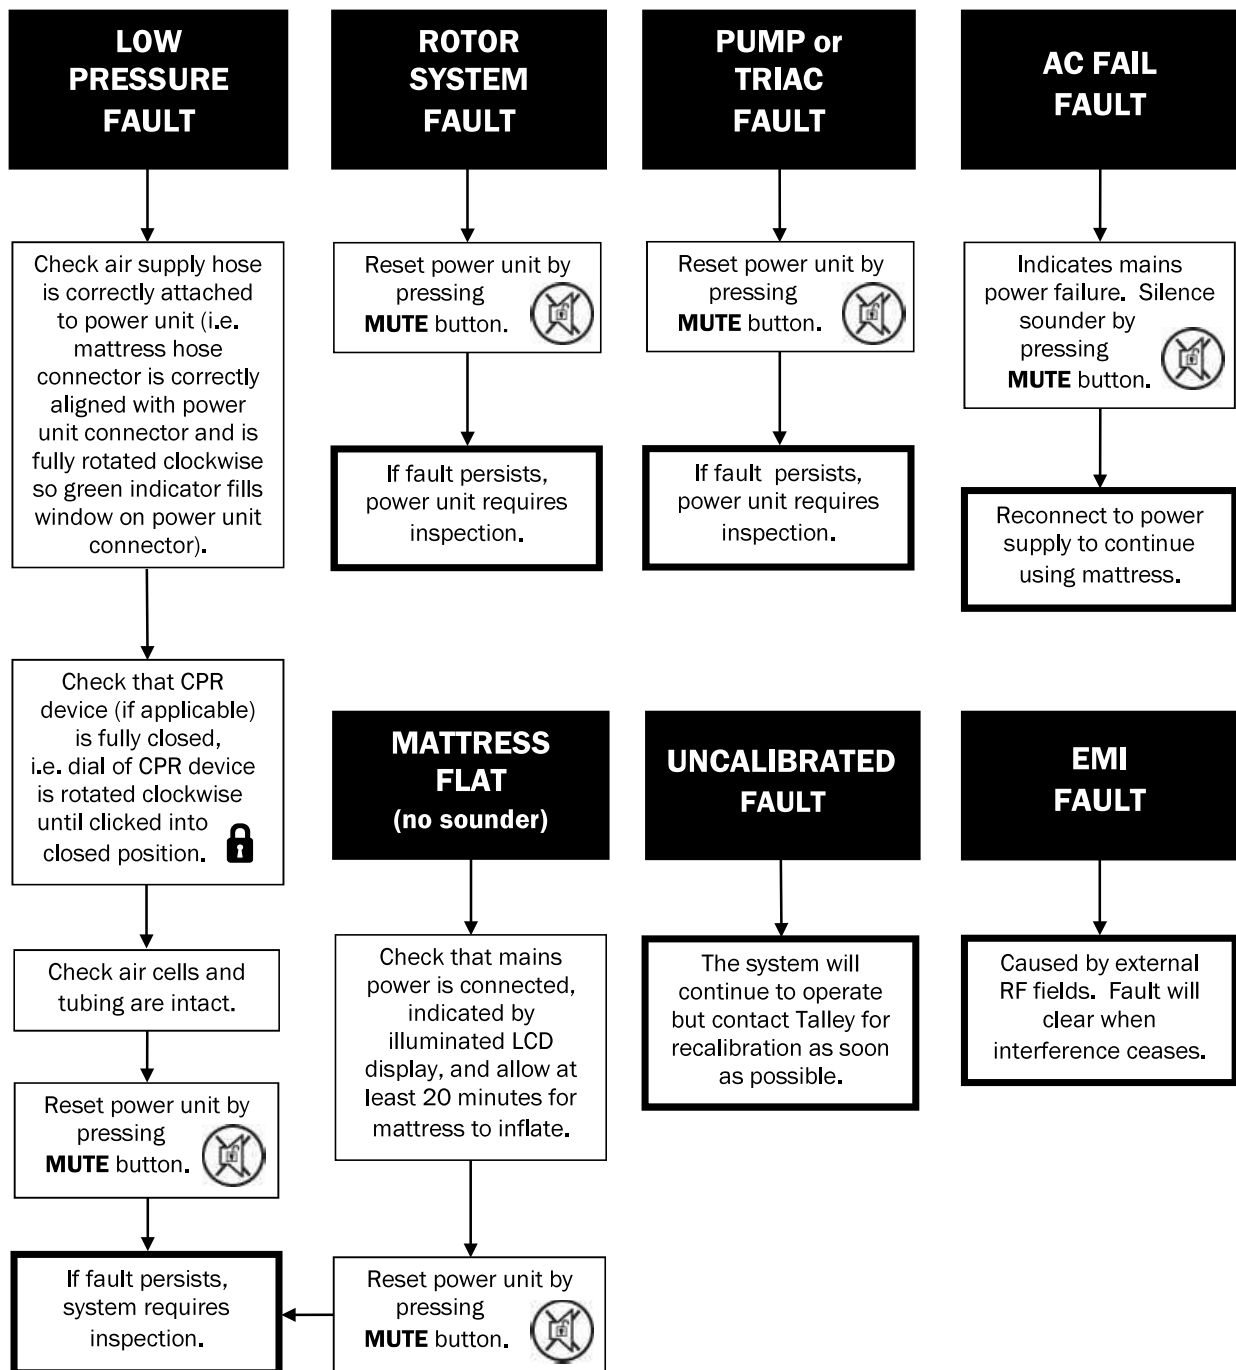 LOW
PRESSURE
FAULT
Check air supply hose
is correctly attached
to power unit (i.e.
mattress hose
connector is correctly
aligned with power
unit connector and is
fully rotated clockwise
so green indicator fills
window on power unit
connector).
Check that CPR
device (if applicable)
is fully closed,
i.e. dial of CPR device
is rotated clockwise
until clicked into
closed position.
Check air cells and
tubing are intact.
Reset power unit by
pressing
MUTE button.
If fault persists,
system requires
inspection.
ROTOR
SYSTEM
FAULT
Reset power unit by
pressing
MUTE button.
If fault persists,
power unit requires
inspection.
PUMP or
TRIAC
FAULT
Reset power unit by
pressing
MUTE button.
If fault persists,
power unit requires
inspection.
AC FAIL
FAULT
Indicates mains
power failure. Silence
sounder by
pressing
MUTE button.
Reconnect to power
supply to continue
using mattress.
MATTRESS
FLAT
(no sounder)
Check that mains
power is connected,
indicated by
illuminated LCD
display, and allow at
least 20 minutes for
mattress to inflate.
Reset power unit by
pressing
MUTE button.
UNCALIBRATED
FAULT
The system will
continue to operate
but contact Talley for
recalibration as soon
as possible.
EMI
FAULT
Caused by external
RF fields. Fault will
clear when
interference ceases.